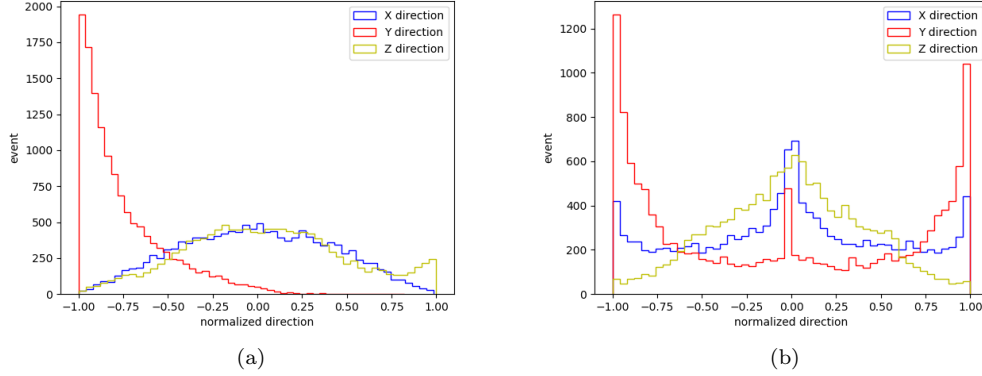 2000
1750
1500
1250
1000
750
500
250
0
event
−1.00
−0.75
−0.50
−0.25
0.00
0.25
0.50
0.75
1.00
normalized direction
X direction
Y direction
Z direction
(a)
1200
1000
800
600
400
200
0
event
−1.00
−0.75
−0.50
−0.25
0.00
0.25
0.50
0.75
1.00
normalized direction
X direction
Y direction
Z direction
(b)